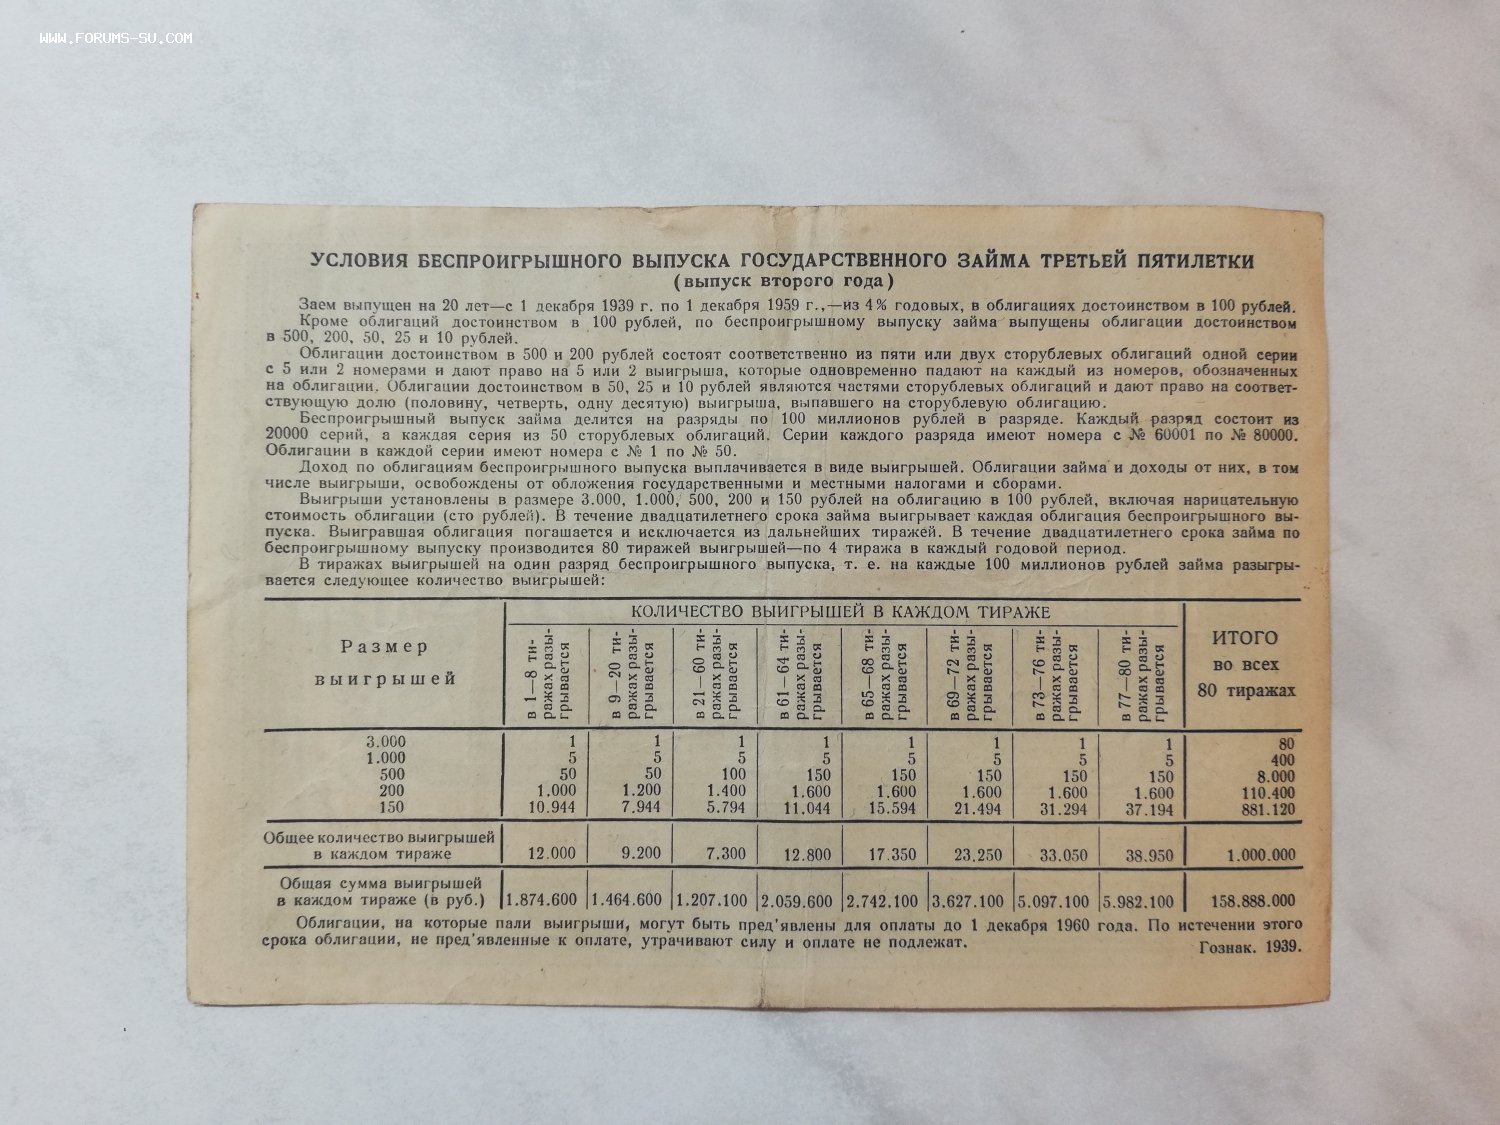 WWW.FORUMS-SU.COM
УСЛОВИЯ БЕСПРОИГРЫШНОГО ВЫПУСКА ГОСУДАРСТВЕННОГО ЗАЙМА ТРЕТЬЕЙ ПЯТИЛЕТКИ
(выпуск второго года)
Заем выпущен на 20 лет—с 1 декабря 1939 г. по 1 декабря 1959 г.,—из 4% годовых, в облигациях достоинством в 100 рублей.
Кроме облигаций достоинством в 100 рублей, по беспроигрышному выпуску займа выпущены облигации достоинством
в 500, 200, 50, 25 и 10 рублей.
Облигации достоинством в 500 и 200 рублей состоят соответственно из пяти или двух сторублевых облигаций одной серии
с 5 или 2 номерами и дают право на 5 или 2 выигрыша, которые одновременно падают на каждый из номеров, обозначенных
на облигации. Облигации достоинством в 50, 25 и 10 рублей являются частями сторублевых облигаций и дают право на соответ-
ствующую долю (половину, четверть, одну десятую) выигрыша, выпавшего на сторублевую облигацию.
Беспроигрышный выпуск займа делится на разряды по 100 миллионов рублей в разряде. Каждый разряд состоит из
20000 серий, а каждая серия из 50 сторублевых облигаций. Серии каждого разряда имеют номера с № 60001 по № 80000.
Облигации в каждой серии имеют номера с № 1 по № 50.
Доход по облигациям беспроигрышного выпуска выплачивается в виде выигрышей. Облигации займа и доходы от них, в том
числе выигрыши, освобождены от обложения государственными и местными налогами и сборами.
Выигрыши установлены в размере 3.000, 1.000, 500, 200 и 150 рублей на облигацию в 100 рублей, включая нарицательную
стоимость облигации (сто рублей). В течение двадцатилетнего срока займа выигрывает каждая облигация беспроигрышного вы-
пуска. Выигравшая облигация погашается и исключается из дальнейших тиражей. В течение двадцатилетнего срока займа по
беспроигрышному выпуску производится 80 тиражей выигрышей—по 4 тиража в каждый годовой период.
В тиражах выигрышей на один разряд беспроигрышного выпуска, т. е. на каждые 100 миллионов рублей займа разыгры-
вается следующее количество выигрышей:
Размер
выигрышей
КОЛИЧЕСТВО ВЫИГРЫШЕЙ В КАЖДОМ ТИРАЖЕ
в 1—8 ти-
ражах разы-
грывается
в 9—20 ти-
ражах разы-
грывается
в 21—60 ти-
ражах разы-
грывается
в 61—64 ти-
ражах разы-
грывается
в 65—68 ти-
ражах разы-
грывается
в 69—72 ти-
ражах разы-
грывается
в 73—76 ти-
ражах разы-
грывается
в 77—80 ти-
ражах разы-
грывается
ИТОГО
во всех
80 тиражах
3.000 1 1 1 1 1 1 1 1 80
1.000 5 5 5 5 5 5 5 5 400
500 50 50 100 150 150 150 150 150 8.000
200 1.000 1.200 1.400 1.600 1.600 1.600 1.600 1.600 110.400
150 10.944 7.944 5.794 11.044 15.594 21.494 31.294 37.194 881.120
Общее количество выигрышей
в каждом тираже 12.000 9.200 7.300 12.800 17.350 23.250 33.050 38.950 1.000.000
Общая сумма выигрышей
в каждом тираже (в руб.) 1.874.600 1.464.600 1.207.100 2.059.600 2.742.100 3.627.100 5.097.100 5.982.100 158.888.000
Облигации, на которые пали выигрыши, могут быть пред'явлены для оплаты до 1 декабря 1960 года. По истечении этого
срока облигации, не пред'явленные к оплате, утрачивают силу и оплате не подлежат.
Гознак. 1939.